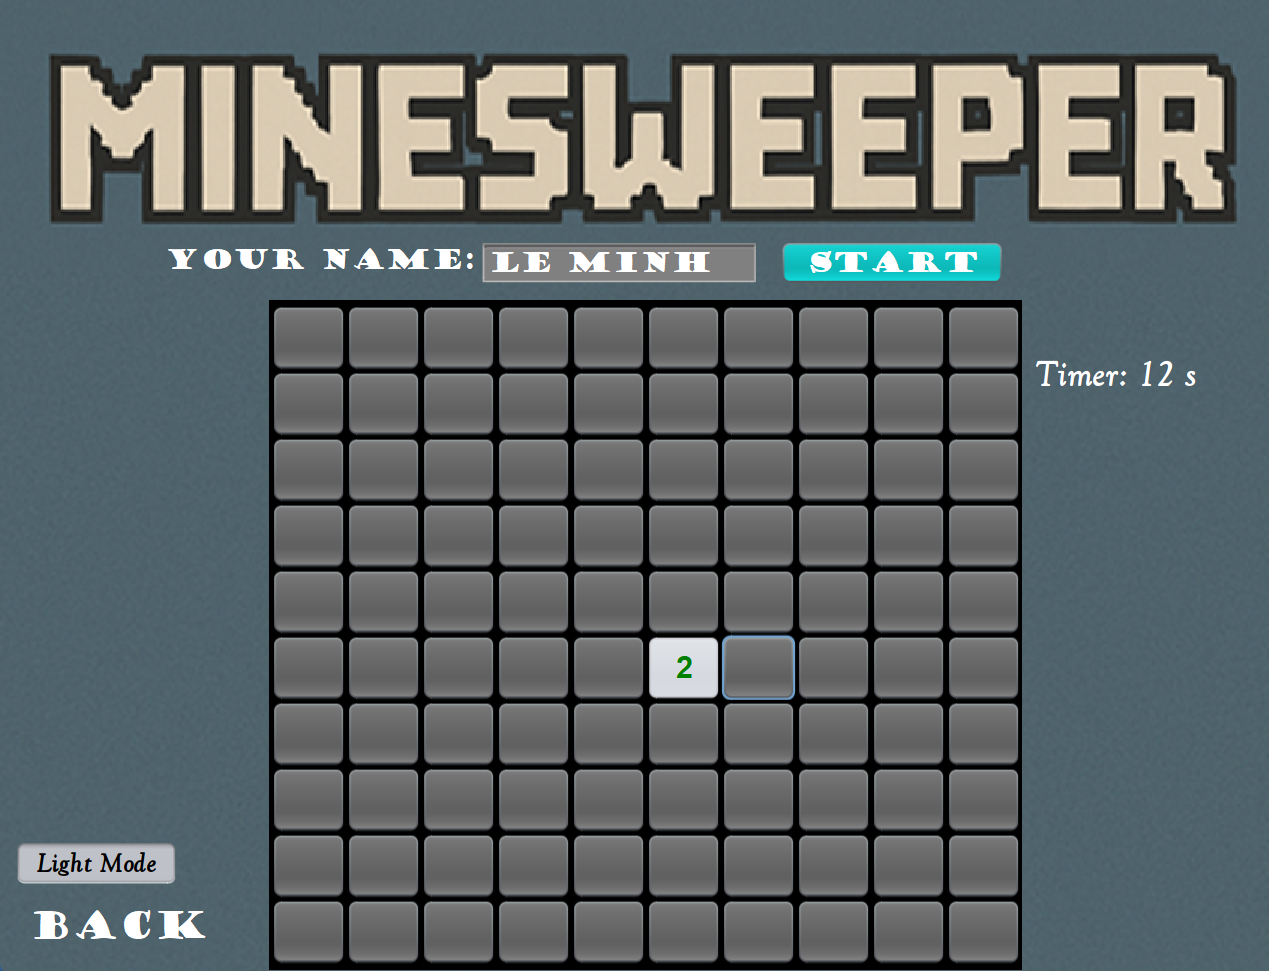 MINESWEEPER
YOUR NAME: LE MINH START
Timer: 12 s
2
Light Mode
BACK